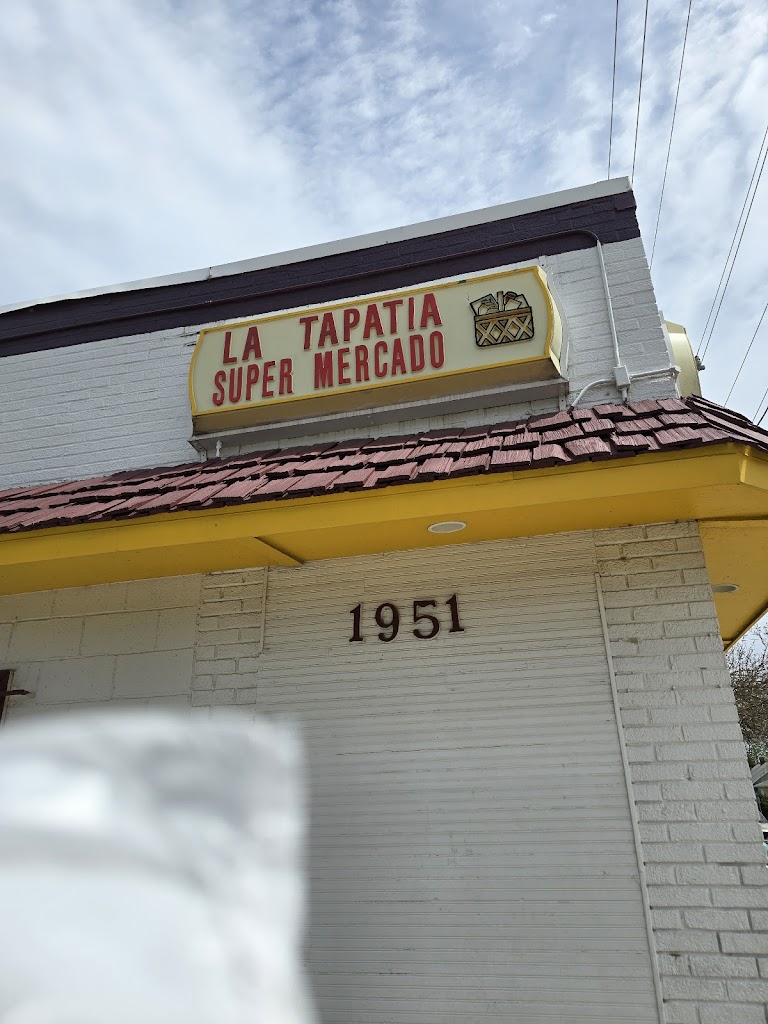 LA TAPATIA
SUPER MERCADO
1951